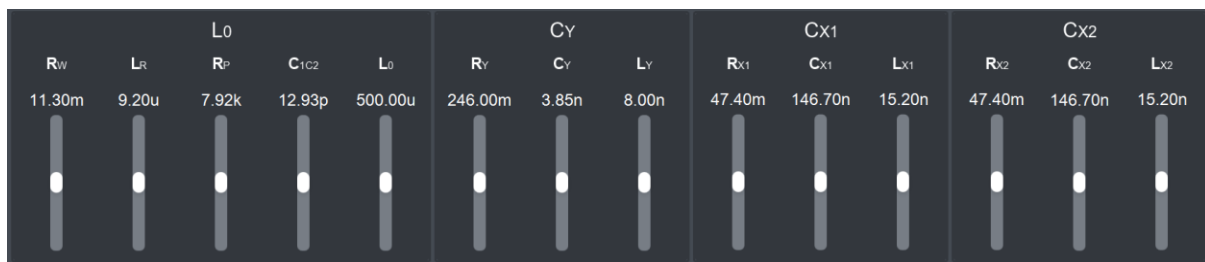 L0 CY CX1 CX2
RW LR RP C1C2 L0 RY CY LY RX1 CX1 LX1 RX2 CX2 LX2
11.30m 9.20u 7.92k 12.93p 500.00u 246.00m 3.85n 8.00n 47.40m 146.70n 15.20n 47.40m 146.70n 15.20n